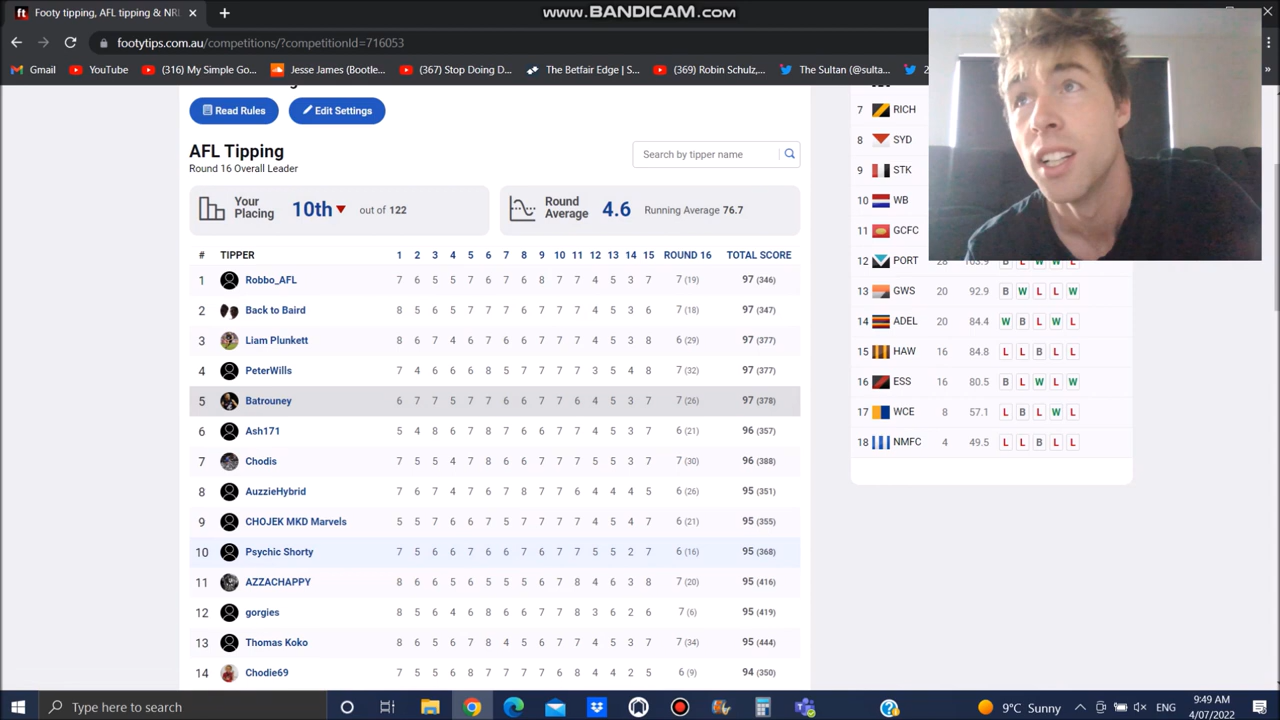 Footy tipping, AFL tipping & NRL
www.BANDICAM.com
footytips.com.au/competitions/?competitionId=716053
Gmail YouTube (316) My Simple Go... Jesse James (Bootle... (367) Stop Doing D... The Betfair Edge | S... (369) Robin Schulz,... The Sultan (@sulta...
Read Rules Edit Settings
AFL Tipping
Round 16 Overall Leader
Search by tipper name
Your Placing 10th out of 122
Round Average 4.6 Running Average 76.7
# TIPPER 1 2 3 4 5 6 7 8 9 10 11 12 13 14 15 ROUND 16 TOTAL SCORE
1 Robbo_AFL 7 6 5 5 7 7 6 6 8 7 7 4 5 3 7 7 (19) 97 (346)
2 Back to Baird 8 5 6 5 7 7 6 6 7 7 6 5 4 4 7 7 (18) 97 (347)
3 Liam Plunkett 8 6 7 4 6 7 6 6 7 7 6 4 5 3 8 6 (29) 97 (377)
4 PeterWills 7 4 6 6 6 8 5 7 7 7 7 3 5 4 8 7 (32) 97 (377)
5 Batrouney 6 7 7 5 7 7 6 6 7 7 6 4 5 3 7 7 (26) 97 (378)
6 Ash171 5 4 8 7 6 8 7 6 6 7 7 4 5 3 7 6 (21) 96 (357)
7 Chodis 7 5 5 4 7 8 6 6 7 7 7 5 5 3 7 7 (30) 96 (388)
8 AuzzieHybrid 7 6 7 4 7 6 7 8 7 7 6 4 4 4 5 6 (26) 95 (351)
9 CHOJEK MKD Marvels 5 5 7 6 6 7 7 7 7 7 7 4 5 4 5 6 (21) 95 (355)
10 Psychic Shorty 7 5 6 5 6 7 7 6 7 7 7 5 5 2 7 6 (16) 95 (368)
11 AZZACHAPPY 8 6 6 5 6 5 5 5 6 7 8 4 6 3 8 7 (20) 95 (416)
12 gorgies 8 5 6 4 6 8 6 6 7 7 8 3 6 2 6 7 (6) 95 (419)
13 Thomas Koko 8 6 5 6 7 8 4 5 6 7 7 4 5 3 7 7 (34) 95 (444)
14 Chodie69 7 5 5 6 7 8 7 7 7 6 8 4 4 2 5 6 (9) 94 (350)
7 RICH
8 SYD
9 STK
10 WB
11 GCFC
12 PORT 28 103.9 B L W W L
13 GWS 20 92.9 B W L L W
14 ADEL 20 84.4 W B L W L
15 HAW 16 84.8 L L B L L
16 ESS 16 80.5 B L W L W
17 WCE 8 57.1 L B L W L
18 NMFC 4 49.5 L L B L L
Type here to search
9°C Sunny ENG 9:49 AM
4/07/2022